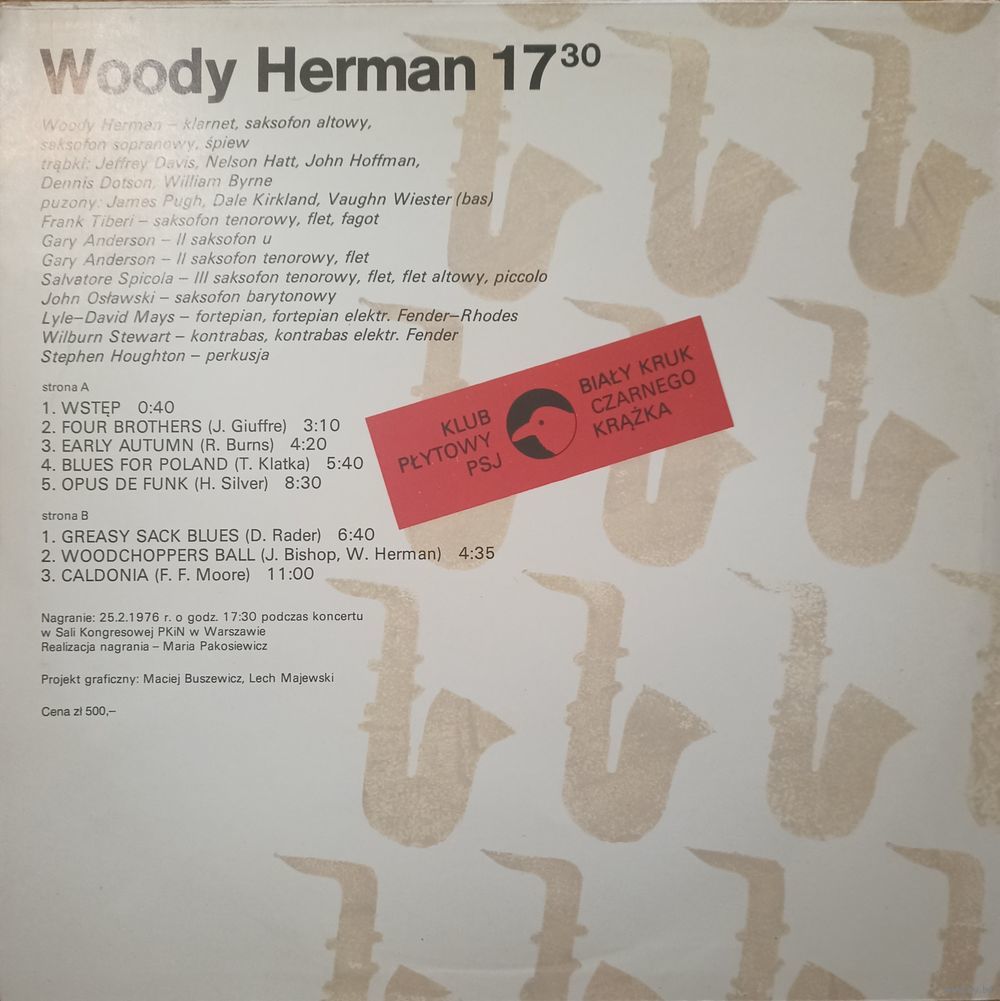 Woody Herman 17³⁰
Woody Herman – klarnet, saksofon altowy,
saksofon sopranowy, śpiew
trąbki: Jeffrey Davis, Nelson Hatt, John Hoffman,
Dennis Dotson, William Byrne
puzony: James Pugh, Dale Kirkland, Vaughn Wiester (bas)
Frank Tiberi – saksofon tenorowy, flet, fagot
Gary Anderson – II saksofon u
Gary Anderson – II saksofon tenorowy, flet
Salvatore Spicola – III saksofon tenorowy, flet, flet altowy, piccolo
John Osławski – saksofon barytonowy
Lyle–David Mays – fortepian, fortepian elektr. Fender–Rhodes
Wilburn Stewart – kontrabas, kontrabas elektr. Fender
Stephen Houghton – perkusja
strona A
1. WSTĘP 0:40
2. FOUR BROTHERS (J. Giuffre) 3:10
3. EARLY AUTUMN (R. Burns) 4:20
4. BLUES FOR POLAND (T. Klatka) 5:40
5. OPUS DE FUNK (H. Silver) 8:30
strona B
1. GREASY SACK BLUES (D. Rader) 6:40
2. WOODCHOPPERS BALL (J. Bishop, W. Herman) 4:35
3. CALDONIA (F. F. Moore) 11:00
Nagranie: 25.2.1976 r. o godz. 17:30 podczas koncertu
w Sali Kongresowej PKiN w Warszawie
Realizacja nagrania – Maria Pakosiewicz
Projekt graficzny: Maciej Buszewicz, Lech Majewski
Cena zł 500,–
KLUB
PŁYTOWY
PSJ
BIAŁY KRUK
CZARNEGO
KRĄŻKA